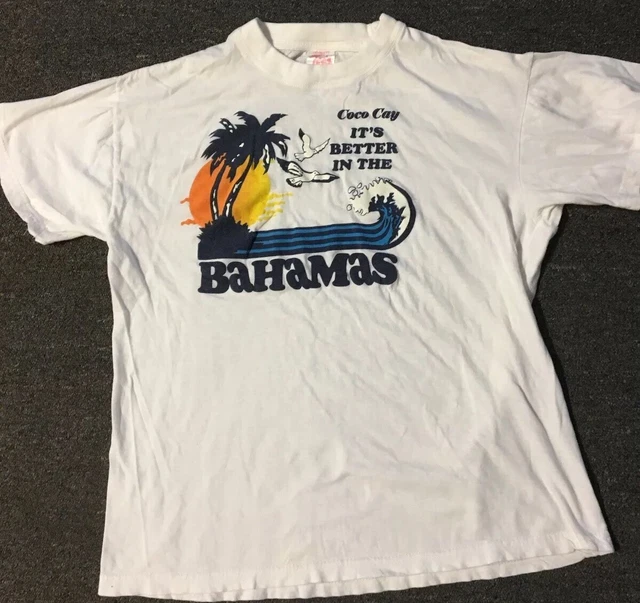 Coco Cay
IT'S
BETTER
IN THE
BaHaMas